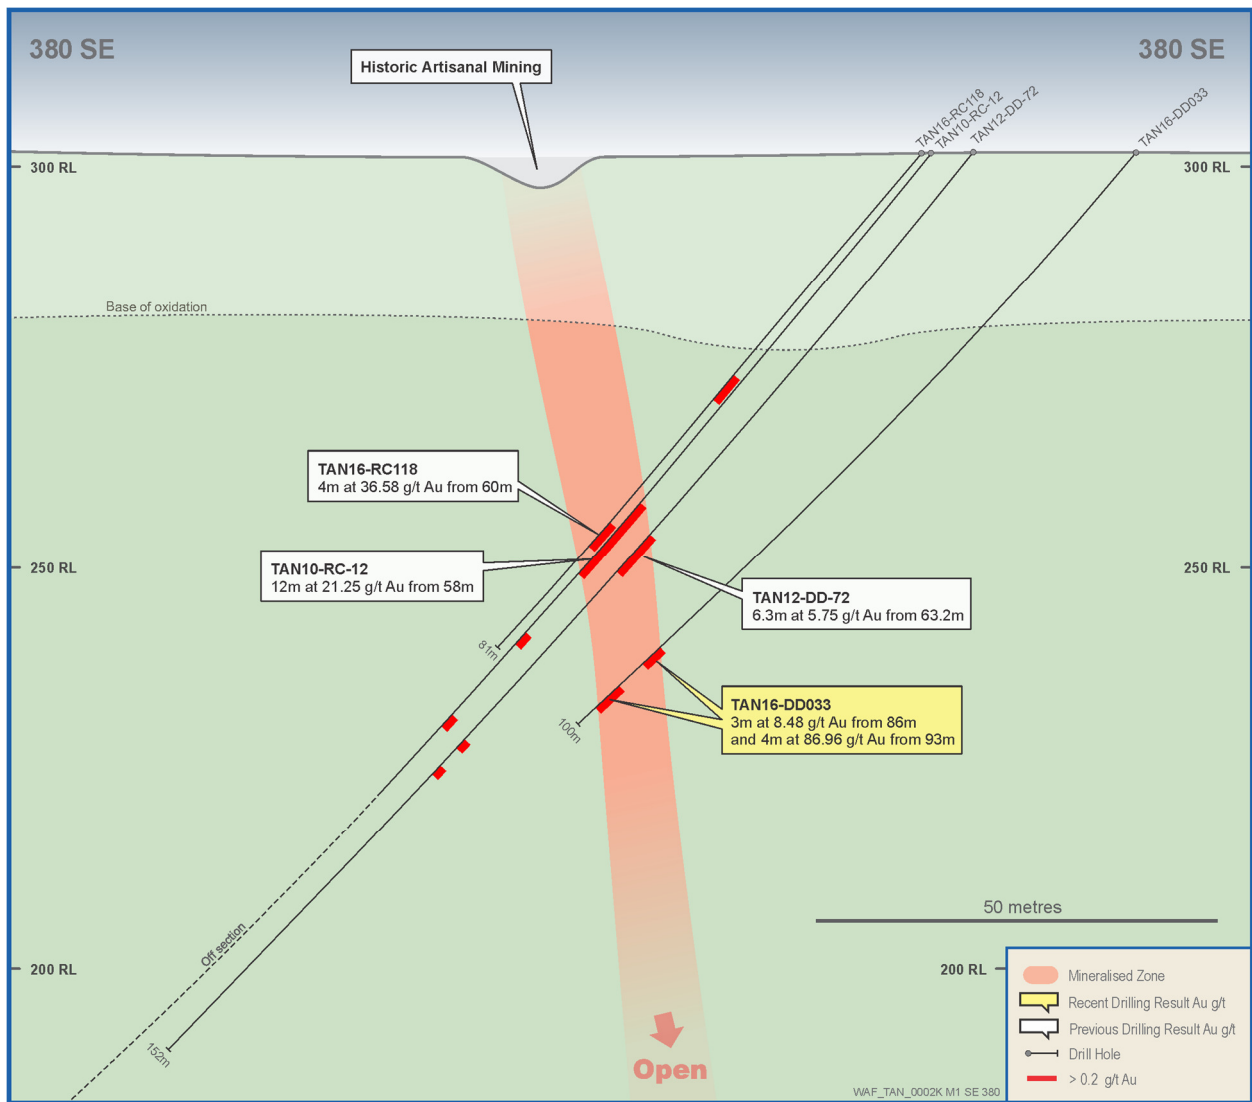 380 SE
380 SE
Historic Artisanal Mining
TAN16-RC118
TAN10-RC-12
TAN12-DD-72
TAN16-DD033
300 RL
300 RL
Base of oxidation
TAN16-RC118
4m at 36.58 g/t Au from 60m
TAN10-RC-12
12m at 21.25 g/t Au from 58m
250 RL
250 RL
TAN12-DD-72
6.3m at 5.75 g/t Au from 63.2m
81m
TAN16-DD033
3m at 8.48 g/t Au from 86m
and 4m at 86.96 g/t Au from 93m
100m
50 metres
Off section
200 RL
200 RL
152m
Open
Mineralised Zone
Recent Drilling Result Au g/t
Previous Drilling Result Au g/t
Drill Hole
> 0.2 g/t Au
WAF_TAN_0002K M1 SE 380